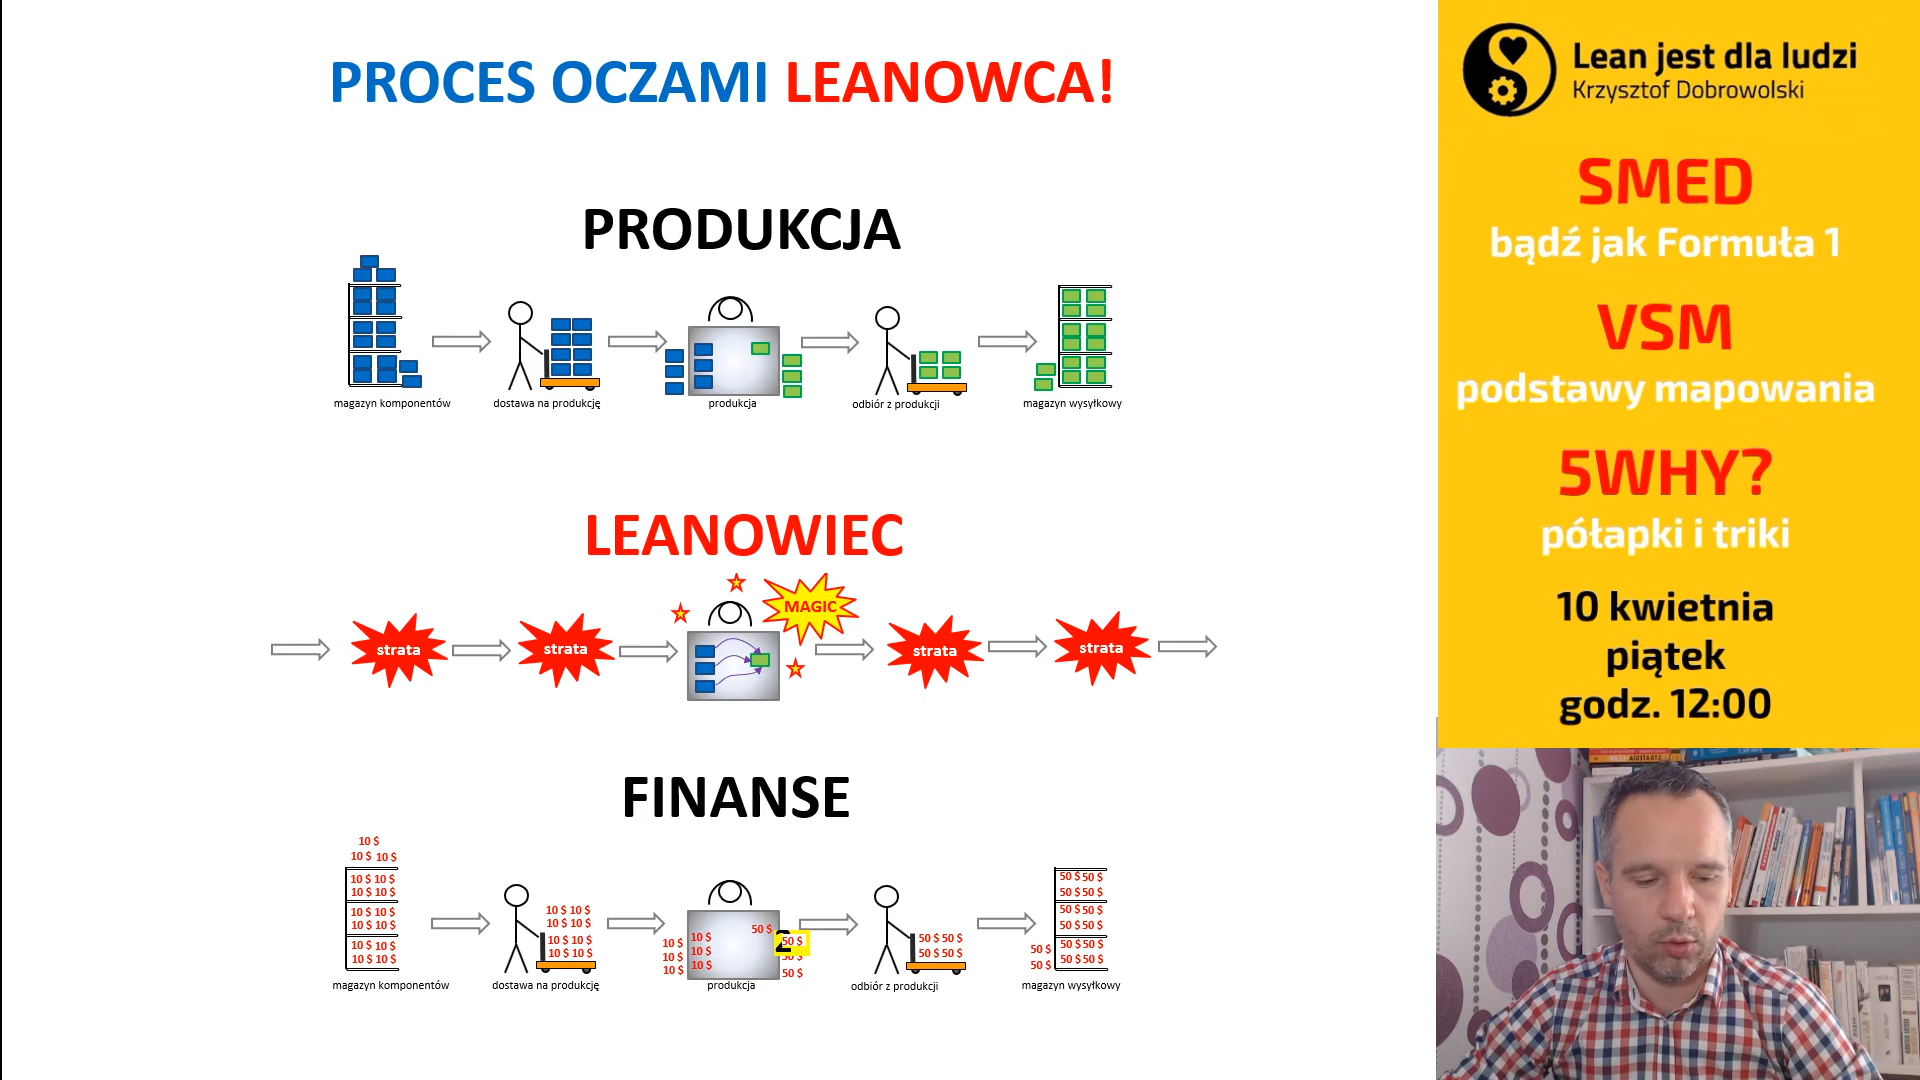 PROCES OCZAMI LEANOWCA!
PRODUKCJA
magazyn komponentów
dostawa na produkcję
produkcja
odbiór z produkcji
magazyn wysyłkowy
LEANOWIEC
strata
strata
MAGIC
strata
strata
FINANSE
10 $
10 $ 10 $
10 $ 10 $
10 $ 10 $
10 $ 10 $
10 $ 10 $
10 $ 10 $
10 $ 10 $
magazyn komponentów
10 $ 10 $
10 $ 10 $
10 $ 10 $
10 $ 10 $
dostawa na produkcję
10 $
10 $
10 $
10 $
10 $
10 $
50 $
2
50 $
50 $
50 $
produkcja
50 $ 50 $
50 $ 50 $
odbiór z produkcji
50 $ 50 $
50 $ 50 $
50 $ 50 $
50 $ 50 $
50 $ 50 $
50 $ 50 $
50 $
50 $
magazyn wysyłkowy
Lean jest dla ludzi
Krzysztof Dobrowolski
SMED
bądź jak Formuła 1
VSM
podstawy mapowania
5WHY?
półapki i triki
10 kwietnia
piątek
godz. 12:00